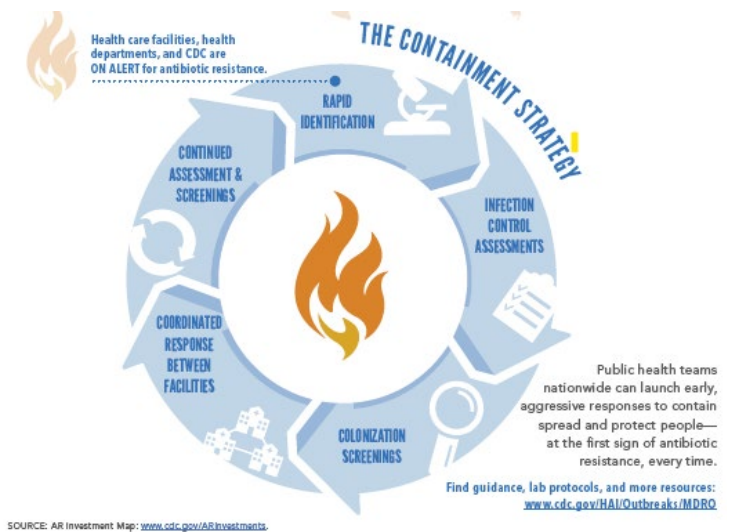 Health care facilities, health
departments, and CDC are
ON ALERT for antibiotic resistance.
THE CONTAINMENT STRATEGY
RAPID
IDENTIFICATION
INFECTION
CONTROL
ASSESSMENTS
COLONIZATION
SCREENINGS
COORDINATED
RESPONSE
BETWEEN
FACILITIES
CONTINUED
ASSESSMENT &
SCREENINGS
Public health teams
nationwide can launch early,
aggressive responses to contain
spread and protect people—
at the first sign of antibiotic
resistance, every time.
Find guidance, lab protocols, and more resources:
www.cdc.gov/HAI/Outbreaks/MDRO
SOURCE: AR Investment Map: www.cdc.gov/ARInvestments.